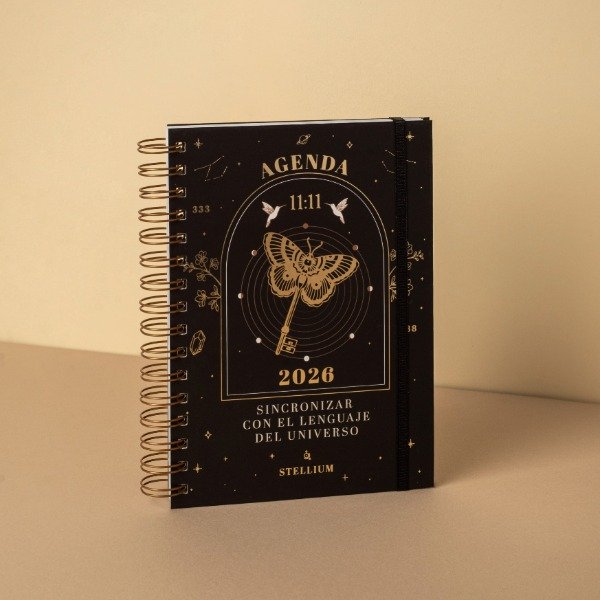 AGENDA
11:11
333
2026
SINCRONIZAR
CON EL LENGUAJE
DEL UNIVERSO
STELLIUM